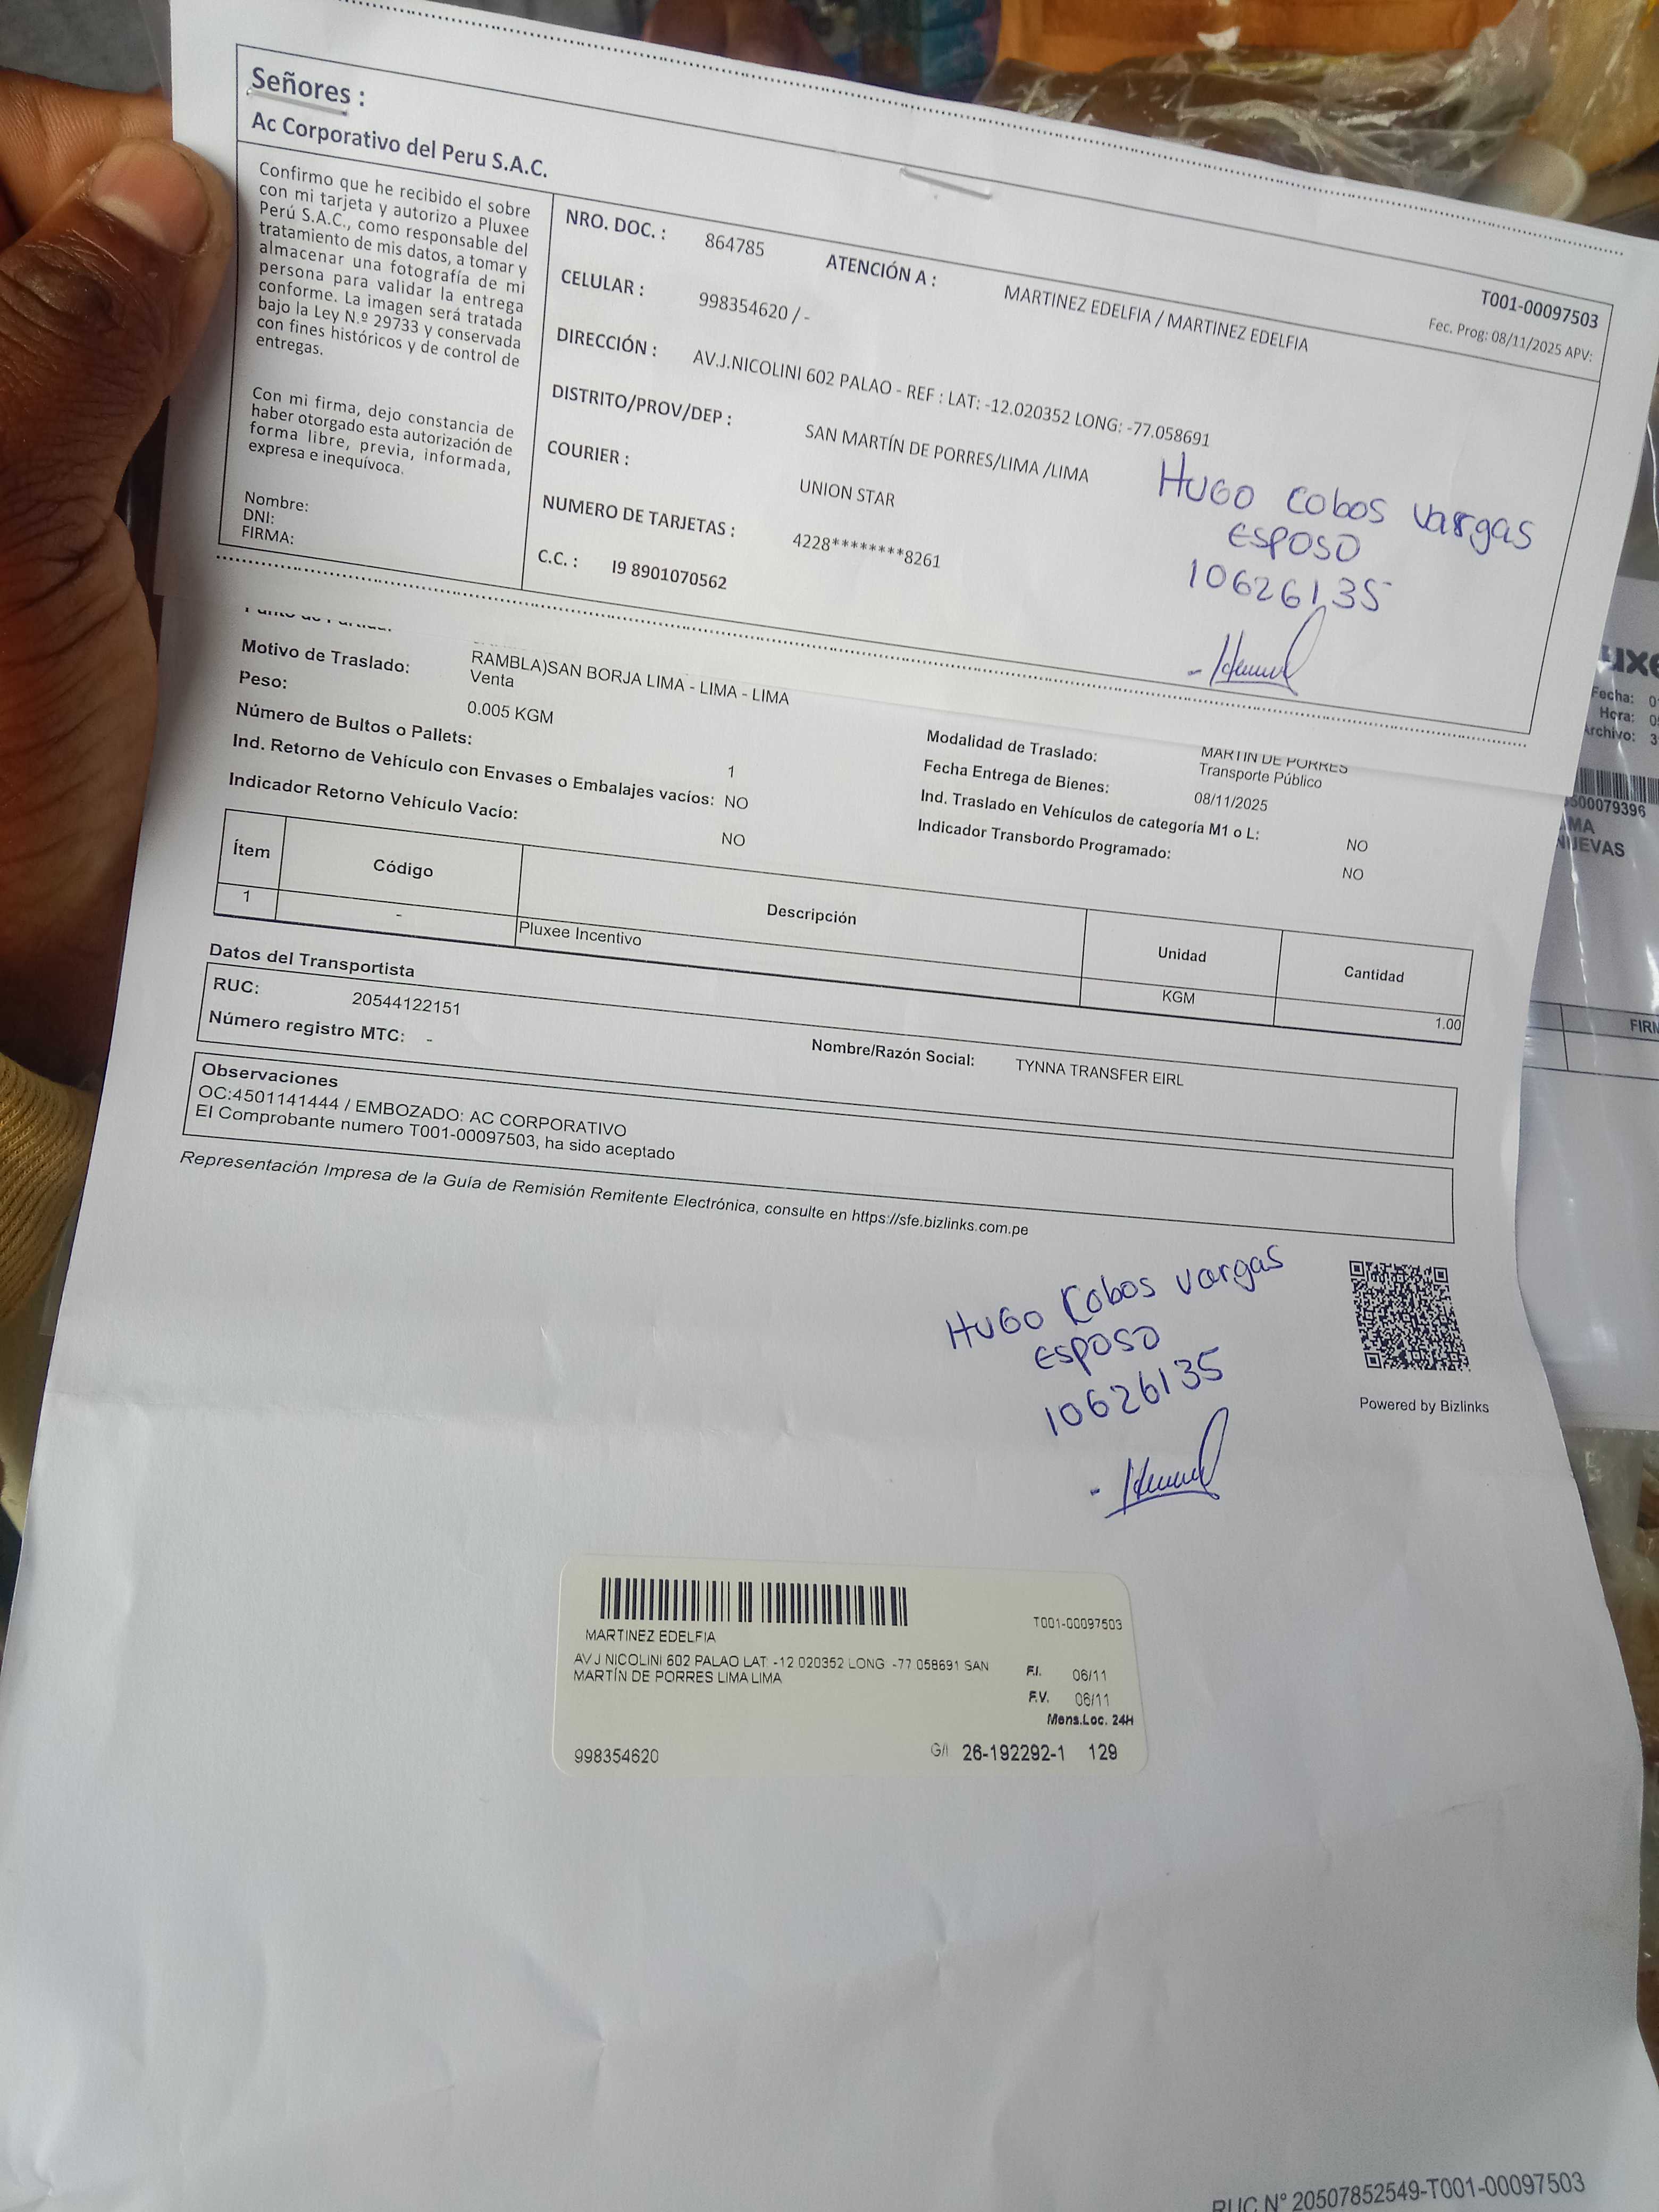 Señores :
Ac Corporativo del Peru S.A.C.
T001-00097503
Fec. Prog: 08/11/2025 APV:
Confirmo que he recibido el sobre
con mi tarjeta y autorizo a Pluxee
Perú S.A.C., como responsable del
tratamiento de mis datos, a tomar y
almacenar una fotografía de mi
persona para validar la entrega
conforme. La imagen será tratada
bajo la Ley N.º 29733 y conservada
con fines históricos y de control de
entregas.
Con mi firma, dejo constancia de
haber otorgado esta autorización de
forma libre, previa, informada,
expresa e inequívoca.
Nombre:
DNI:
FIRMA:
NRO. DOC. : 864785 ATENCIÓN A : MARTINEZ EDELFIA / MARTINEZ EDELFIA
CELULAR : 998354620 / -
DIRECCIÓN : AV.J.NICOLINI 602 PALAO - REF : LAT: -12.020352 LONG: -77.058691
DISTRITO/PROV/DEP : SAN MARTÍN DE PORRES/LIMA /LIMA
COURIER : UNION STAR
NUMERO DE TARJETAS : 4228********8261
C.C. : I9 8901070562
HUGO Cobos Vargas
ESPOSO
10626135
RAMBLA)SAN BORJA LIMA - LIMA - LIMA
MARTIN DE PORRES
Motivo de Traslado: Venta
Modalidad de Traslado: Transporte Público
Peso: 0.005 KGM
Fecha Entrega de Bienes: 08/11/2025
Número de Bultos o Pallets: 1
Ind. Traslado en Vehículos de categoría M1 o L: NO
Ind. Retorno de Vehículo con Envases o Embalajes vacíos: NO
Indicador Transbordo Programado: NO
Indicador Retorno Vehículo Vacío: NO
Ítem Código Descripción Unidad Cantidad
1 - Pluxee Incentivo KGM 1.00
Datos del Transportista
RUC: 20544122151
Nombre/Razón Social: TYNNA TRANSFER EIRL
Número registro MTC: -
Observaciones
OC:4501141444 / EMBOZADO: AC CORPORATIVO
El Comprobante numero T001-00097503, ha sido aceptado
Representación Impresa de la Guía de Remisión Remitente Electrónica, consulte en https://sfe.bizlinks.com.pe
HUGO Cobos Vargas
ESPOSO
10626135
Powered by Bizlinks
T001-00097503
MARTINEZ EDELFIA
AV J NICOLINI 602 PALAO LAT: -12.020352 LONG -77.058691 SAN
MARTÍN DE PORRES LIMA LIMA
F.I. 06/11
F.V. 06/11
Mens.Loc. 24H
998354620
G/I 26-192292-1 129
RUC N° 20507852549-T001-00097503
uxe
Fecha: 0
Hora: 0
Archivo: 3
500079396
MA
NUEVAS
FIRM